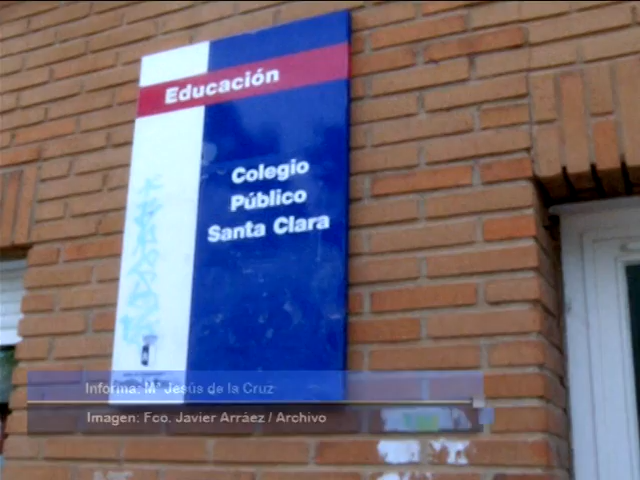 Educación
Colegio
Público
Santa Clara
Informa: Mª Jesús de la Cruz
Imagen: Fco. Javier Arráez / Archivo